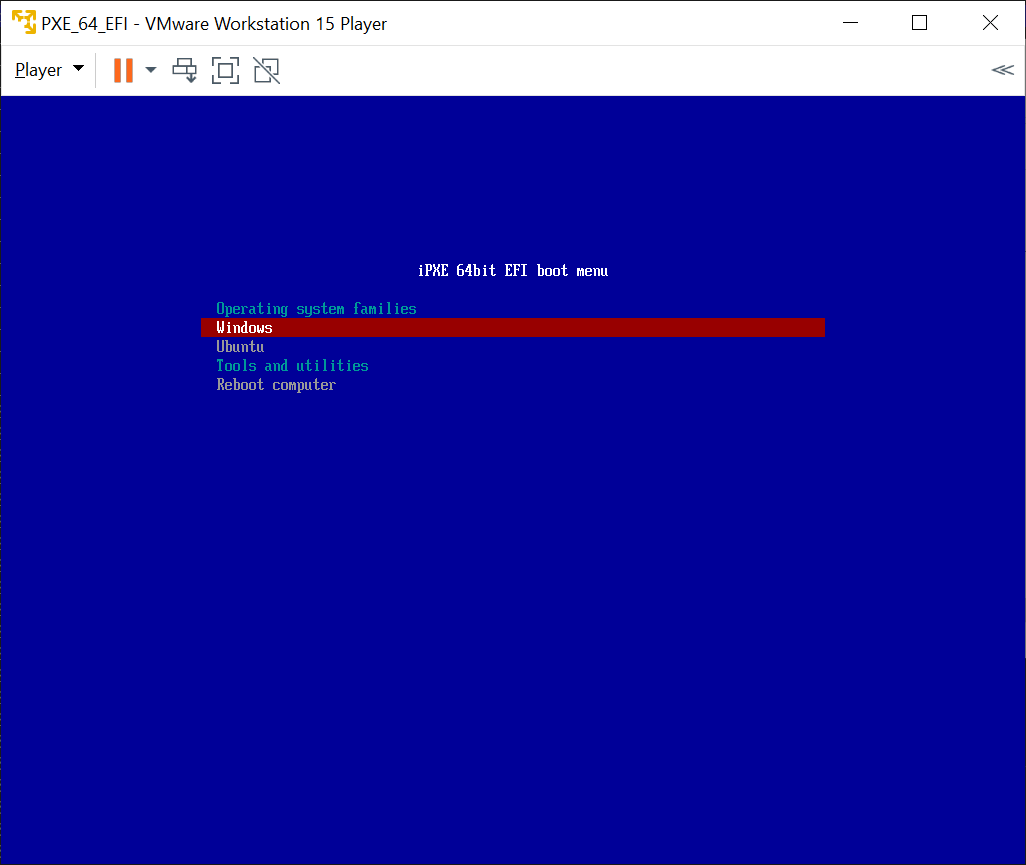 PXE_64_EFI - VMware Workstation 15 Player
Player
iPXE 64bit EFI boot menu
Operating system families
Windows
Ubuntu
Tools and utilities
Reboot computer